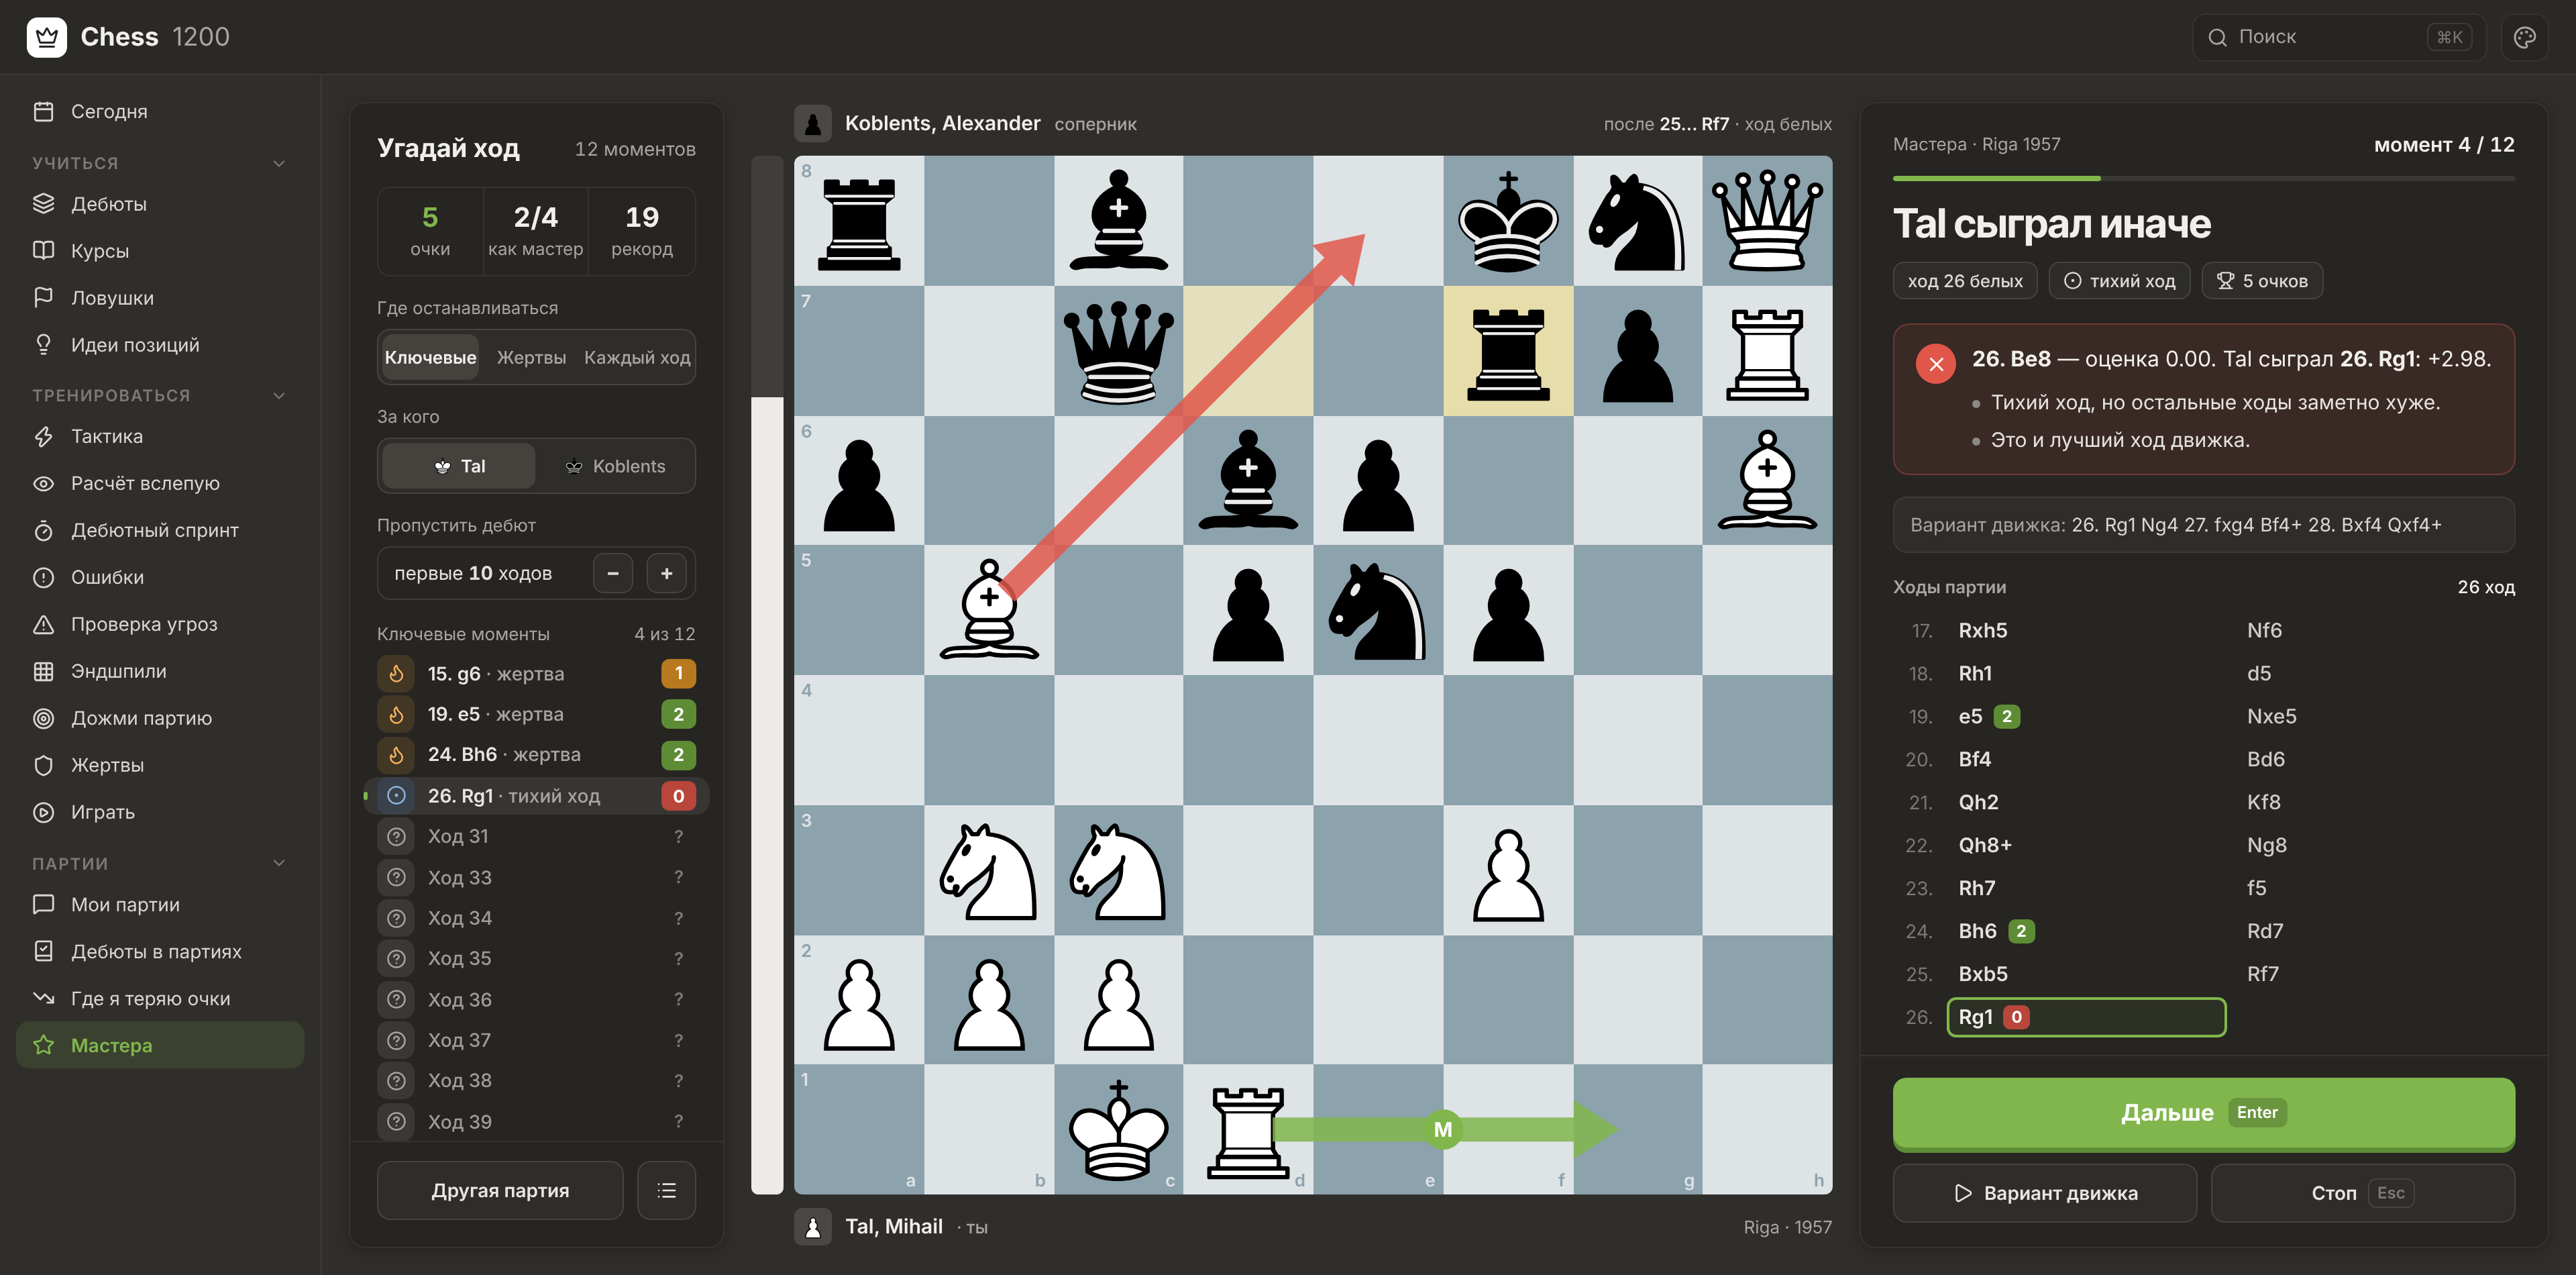 Chess 1200
Поиск ⌘K
Сегодня
УЧИТЬСЯ
Дебюты
Курсы
Ловушки
Идеи позиций
ТРЕНИРОВАТЬСЯ
Тактика
Расчёт вслепую
Дебютный спринт
Ошибки
Проверка угроз
Эндшпили
Дожми партию
Жертвы
Играть
ПАРТИИ
Мои партии
Дебюты в партиях
Где я теряю очки
Мастера
Угадай ход 12 моментов
5 2/4 19
очки как мастер рекорд
Где останавливаться
Ключевые Жертвы Каждый ход
За кого
Tal Koblents
Пропустить дебют
первые 10 ходов − +
Ключевые моменты 4 из 12
15. g6 · жертва 1
19. e5 · жертва 2
24. Bh6 · жертва 2
26. Rg1 · тихий ход 0
Ход 31 ?
Ход 33 ?
Ход 34 ?
Ход 35 ?
Ход 36 ?
Ход 37 ?
Ход 38 ?
Ход 39 ?
Другая партия
Koblents, Alexander соперник после 25... Rf7 · ход белых
8
7
6
5
4
3
2
1
M
a b c d e f g h
Tal, Mihail · ты Riga · 1957
Мастера · Riga 1957 момент 4 / 12
Tal сыграл иначе
ход 26 белых тихий ход 5 очков
26. Be8 — оценка 0.00. Tal сыграл 26. Rg1: +2.98.
Тихий ход, но остальные ходы заметно хуже.
Это и лучший ход движка.
Вариант движка: 26. Rg1 Ng4 27. fxg4 Bf4+ 28. Bxf4 Qxf4+
Ходы партии 26 ход
17. Rxh5 Nf6
18. Rh1 d5
19. e5 2 Nxe5
20. Bf4 Bd6
21. Qh2 Kf8
22. Qh8+ Ng8
23. Rh7 f5
24. Bh6 2 Rd7
25. Bxb5 Rf7
26. Rg1 0
Дальше Enter
Вариант движка Стоп Esc